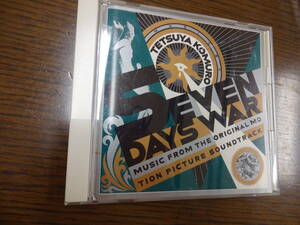 TETSUYA KOMURO
SEVEN
DAYS WAR
MUSIC FROM THE ORIGINAL MO
TION PICTURE SOUNDTRACK